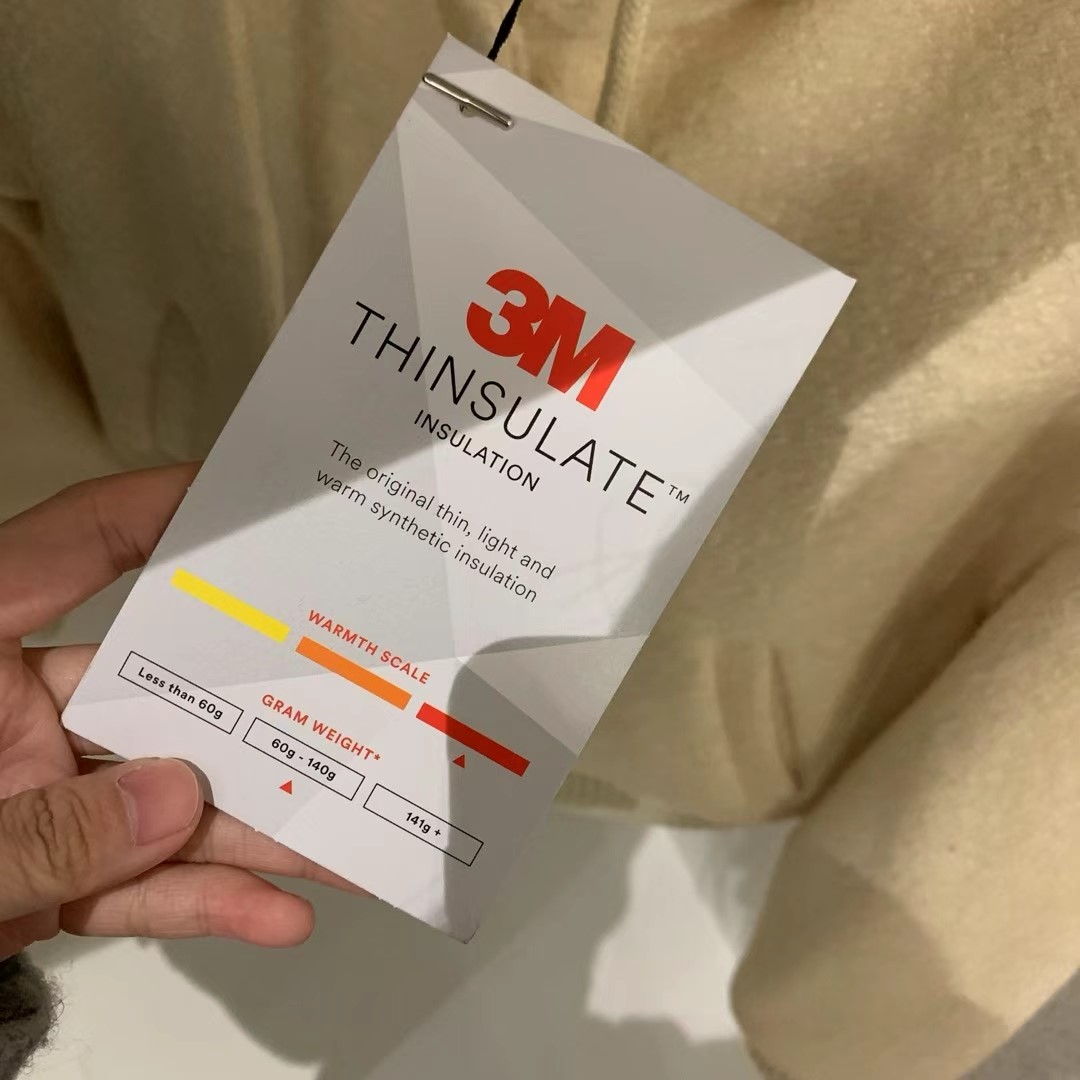 3M
THINSULATE™
INSULATION
The original thin, light and
warm synthetic insulation
WARMTH SCALE
GRAM WEIGHT*
Less than 60g
60g - 140g
141g +